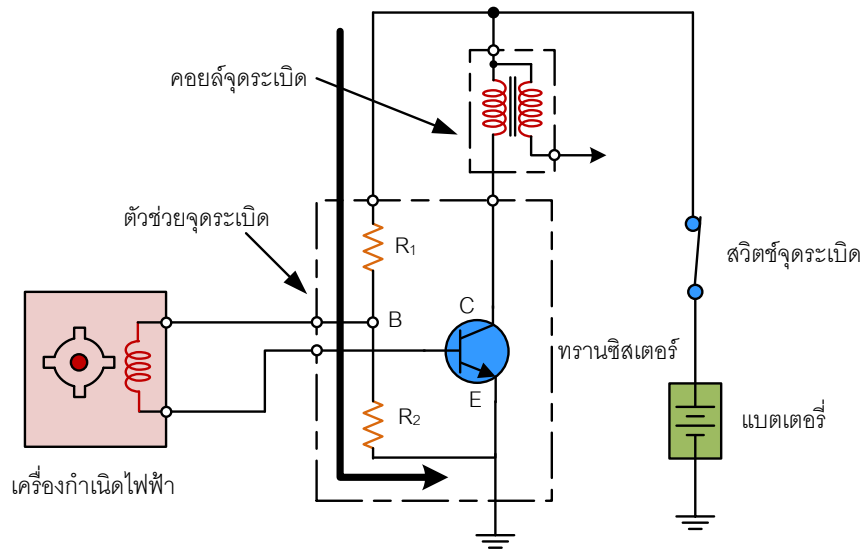 คอยล์จุดระเบิด
ตัวช่วยจุดระเบิด
R1
สวิตช์จุดระเบิด
C
B
ทรานซิสเตอร์
E
R2
แบตเตอรี่
เครื่องกำเนิดไฟฟ้า